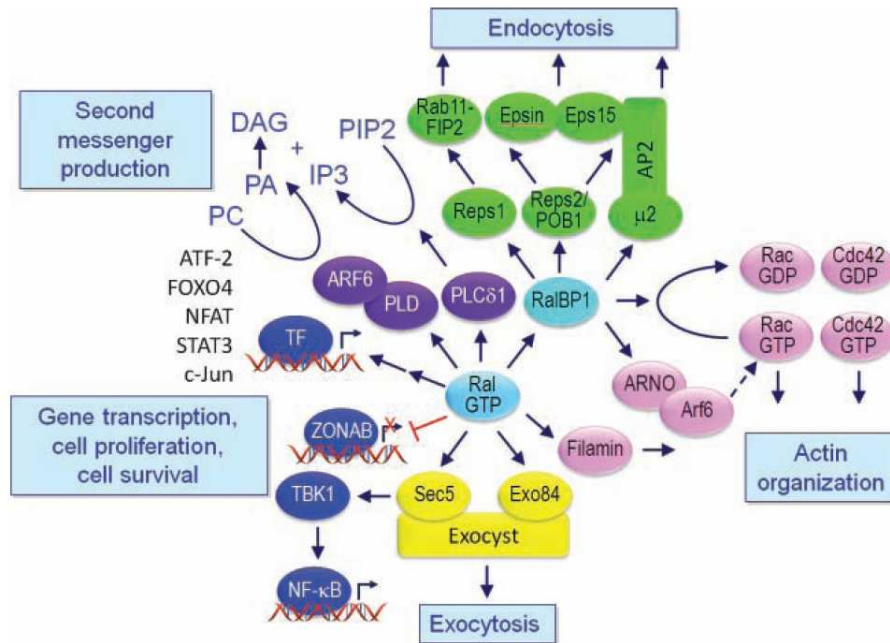 Endocytosis
Second
messenger
production
DAG
+
PIP2
PA
IP3
PC
Rab11-
FIP2
Epsin
Eps15
AP2
Reps1
Reps2/
POB1
μ2
ATF-2
FOXO4
NFAT
STAT3
c-Jun
ARF6
PLD
PLCδ1
RalBP1
Rac
GDP
Cdc42
GDP
Rac
GTP
Cdc42
GTP
TF
Ral
GTP
ARNO
Arf6
Gene transcription,
cell proliferation,
cell survival
ZONAB
Filamin
Actin
organization
TBK1
Sec5
Exo84
Exocyst
NF-κB
Exocytosis